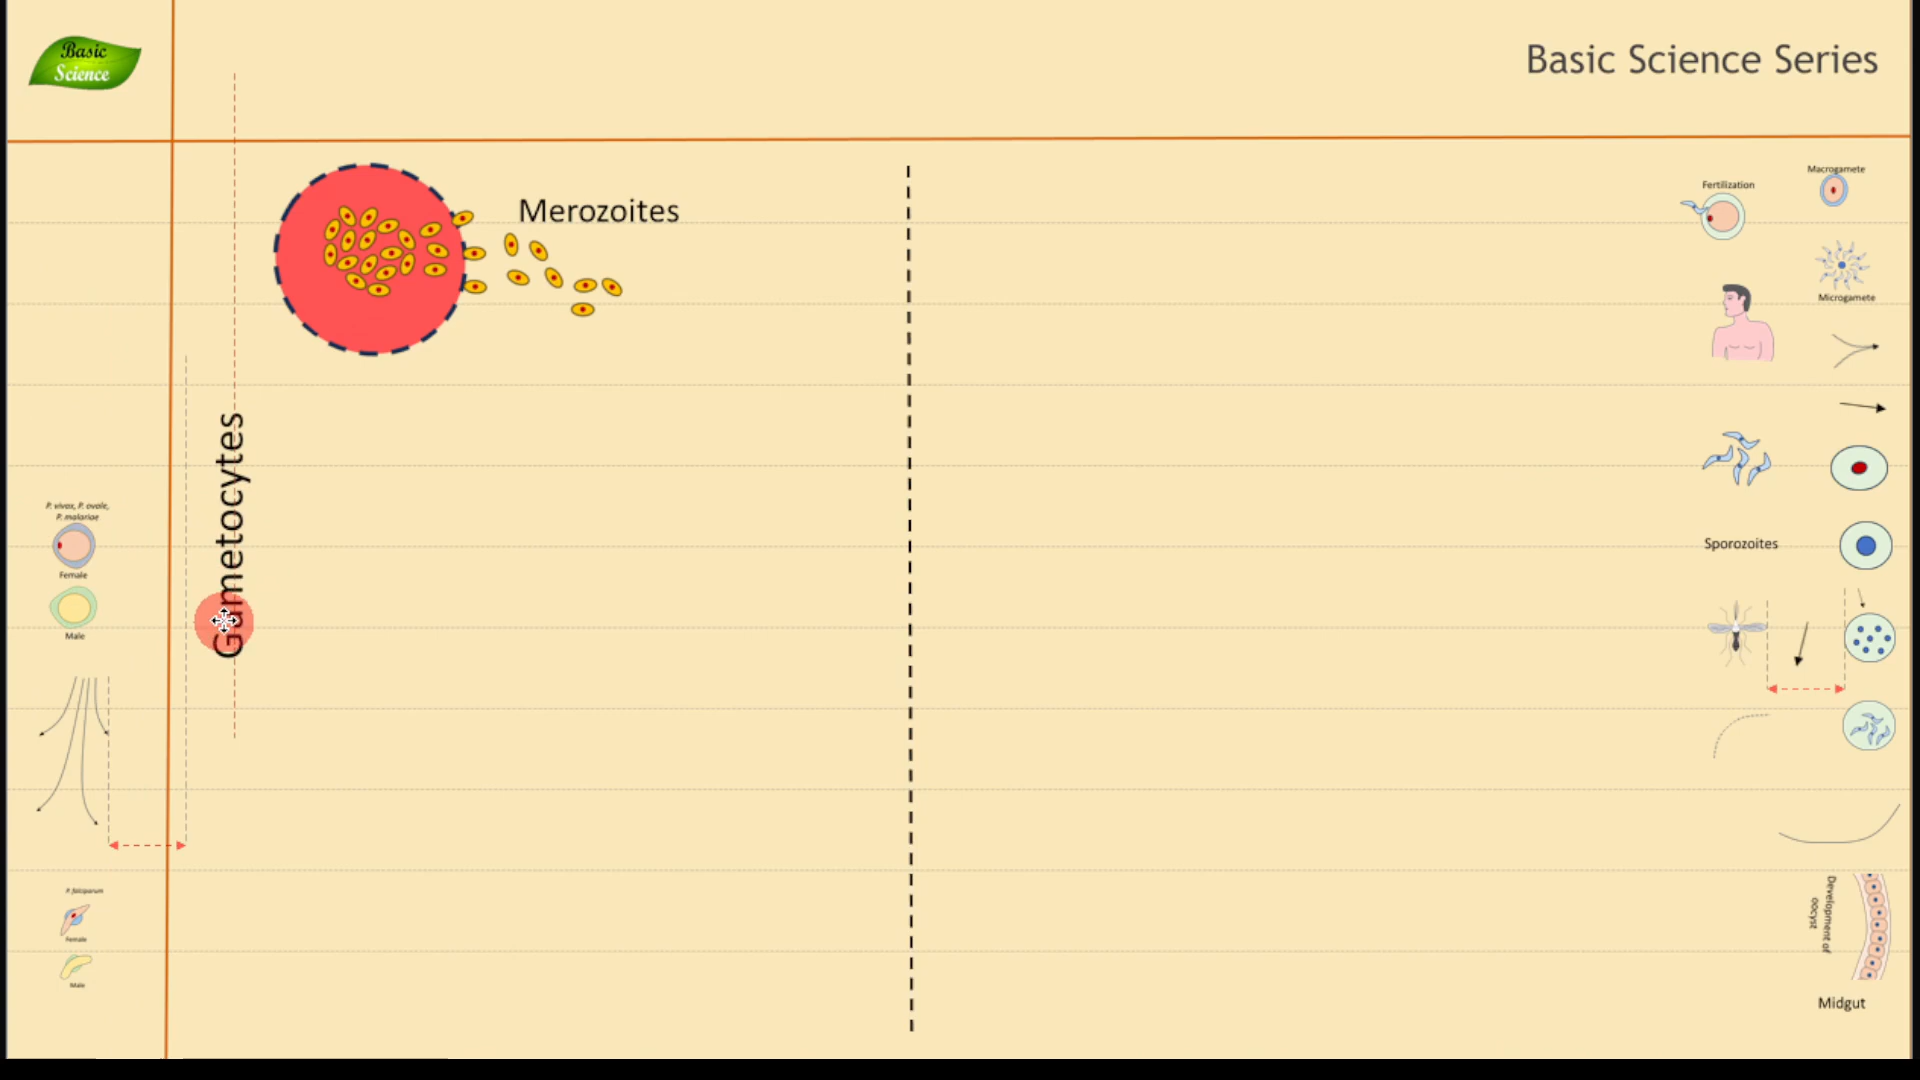 Basic
Science
Basic Science Series
Merozoites
Gametocytes
P. vivax, P. ovale,
P. malariae
Female
Male
P. falciparum
Female
Male
Fertilization
Macrogamete
Microgamete
Sporozoites
Development of
oocyst
Midgut